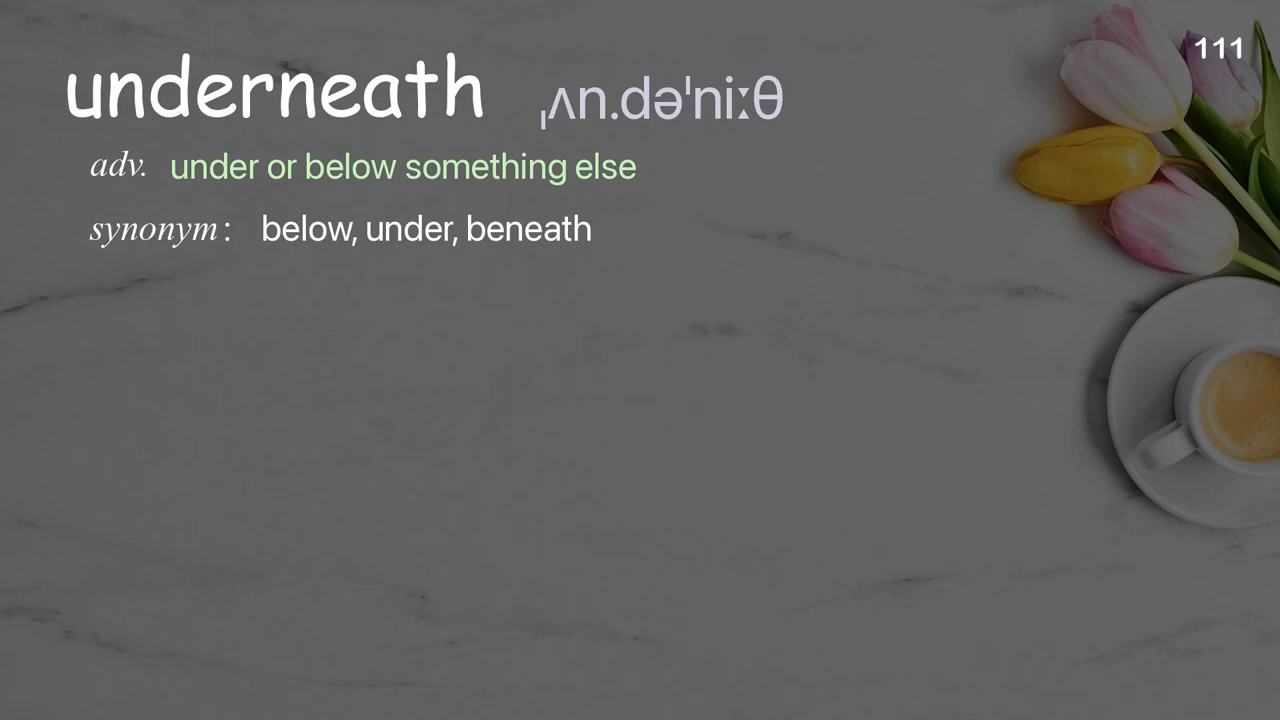 111
underneath ˌʌn.dəˈniːθ
adv. under or below something else
synonym: below, under, beneath